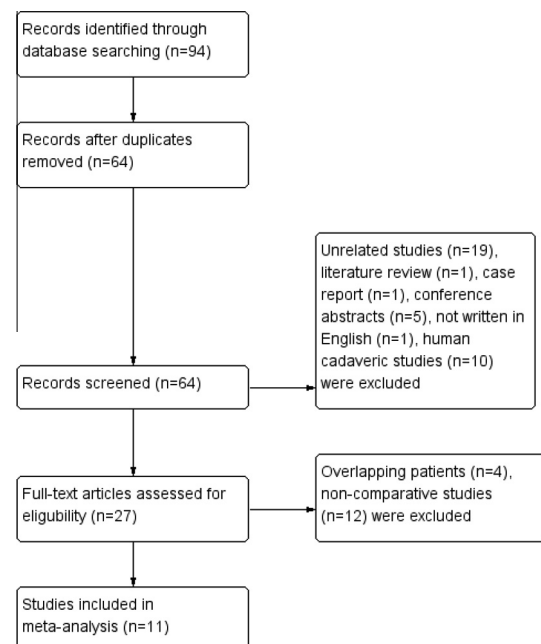 Records identified through
database searching (n=94)
Records after duplicates
removed (n=64)
Unrelated studies (n=19),
literature review (n=1), case
report (n=1), conference
abstracts (n=5), not written in
English (n=1), human
cadaveric studies (n=10)
were excluded
Records screened (n=64)
Full-text articles assessed for
eligubility (n=27)
Overlapping patients (n=4),
non-comparative studies
(n=12) were excluded
Studies included in
meta-analysis (n=11)